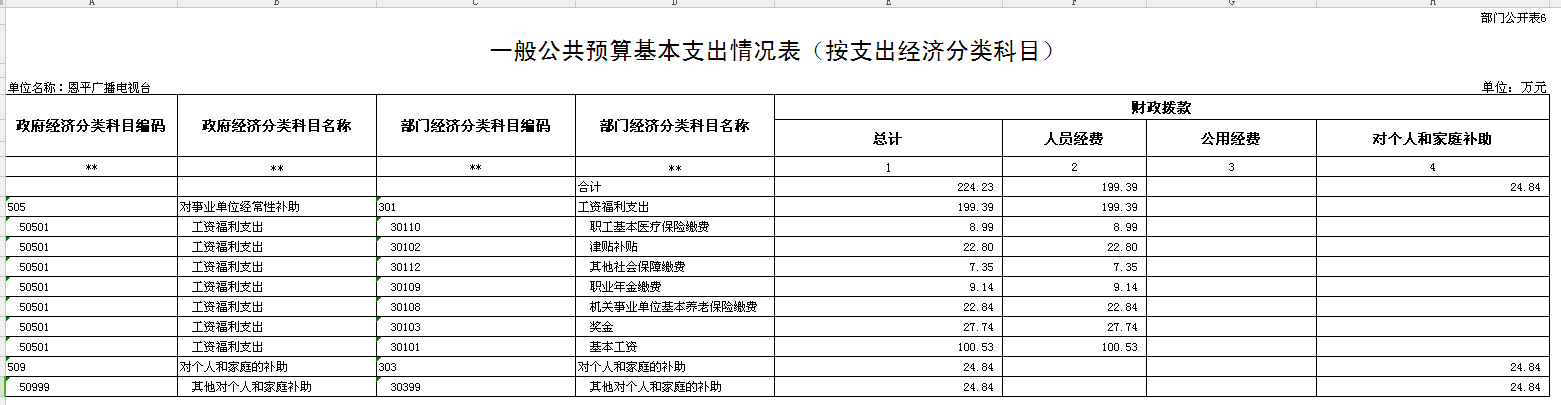 A B C D E F G H
部门公开表6
一般公共预算基本支出情况表（按支出经济分类科目）
单位名称：恩平广播电视台 单位：万元
政府经济分类科目编码 政府经济分类科目名称 部门经济分类科目编码 部门经济分类科目名称 财政拨款
总计 人员经费 公用经费 对个人和家庭补助
** ** ** ** 1 2 3 4
合计 224.23 199.39 24.84
505 对事业单位经常性补助 301 工资福利支出 199.39 199.39
50501 工资福利支出 30110 职工基本医疗保险缴费 8.99 8.99
50501 工资福利支出 30102 津贴补贴 22.80 22.80
50501 工资福利支出 30112 其他社会保障缴费 7.35 7.35
50501 工资福利支出 30109 职业年金缴费 9.14 9.14
50501 工资福利支出 30108 机关事业单位基本养老保险缴费 22.84 22.84
50501 工资福利支出 30103 奖金 27.74 27.74
50501 工资福利支出 30101 基本工资 100.53 100.53
509 对个人和家庭的补助 303 对个人和家庭的补助 24.84 24.84
50999 其他对个人和家庭补助 30399 其他对个人和家庭的补助 24.84 24.84